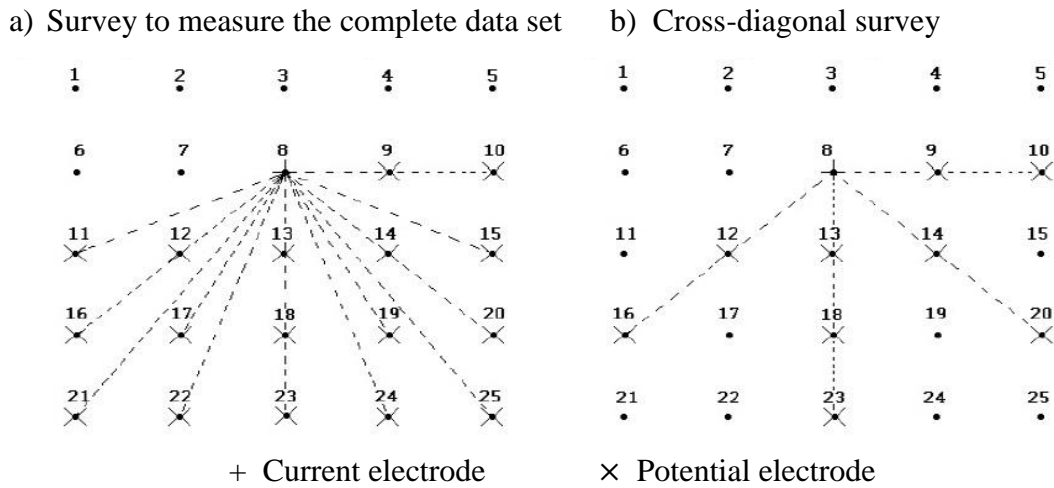 a) Survey to measure the complete data set b) Cross-diagonal survey
1 2 3 4 5 1 2 3 4 5
6 7 8 9 10 6 7 8 9 10
11 12 13 14 15 11 12 13 14 15
16 17 18 19 20 16 17 18 19 20
21 22 23 24 25 21 22 23 24 25
+ Current electrode × Potential electrode